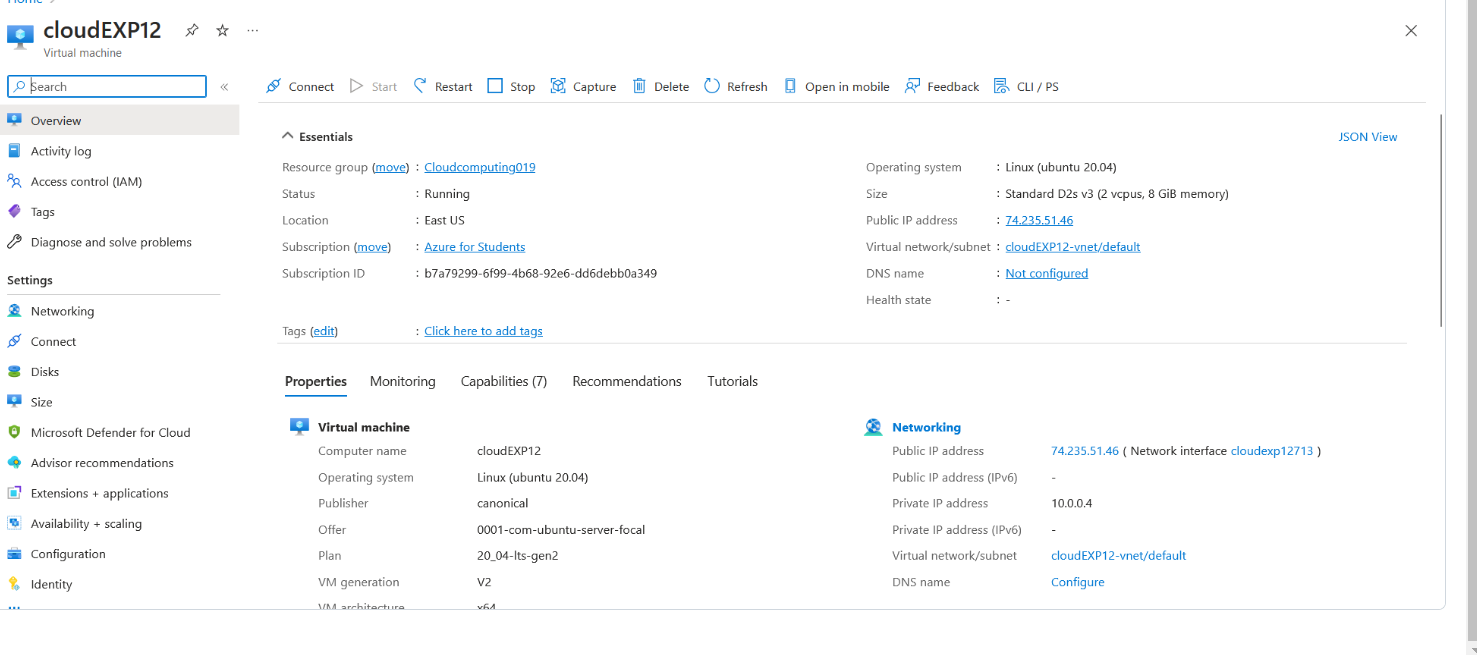 Home
cloudEXP12
Virtual machine
Search
Connect Start Restart Stop Capture Delete Refresh Open in mobile Feedback CLI / PS
Overview
Activity log
Access control (IAM)
Tags
Diagnose and solve problems
Settings
Networking
Connect
Disks
Size
Microsoft Defender for Cloud
Advisor recommendations
Extensions + applications
Availability + scaling
Configuration
Identity
Essentials
JSON View
Resource group (move) : Cloudcomputing019
Status : Running
Location : East US
Subscription (move) : Azure for Students
Subscription ID : b7a79299-6f99-4b68-92e6-dd6debb0a349
Tags (edit) : Click here to add tags
Operating system : Linux (ubuntu 20.04)
Size : Standard D2s v3 (2 vcpus, 8 GiB memory)
Public IP address : 74.235.51.46
Virtual network/subnet : cloudEXP12-vnet/default
DNS name : Not configured
Health state : -
Properties Monitoring Capabilities (7) Recommendations Tutorials
Virtual machine
Computer name cloudEXP12
Operating system Linux (ubuntu 20.04)
Publisher canonical
Offer 0001-com-ubuntu-server-focal
Plan 20_04-lts-gen2
VM generation V2
VM architecture x64
Networking
Public IP address 74.235.51.46 ( Network interface cloudexp12713 )
Public IP address (IPv6) -
Private IP address 10.0.0.4
Private IP address (IPv6) -
Virtual network/subnet cloudEXP12-vnet/default
DNS name Configure